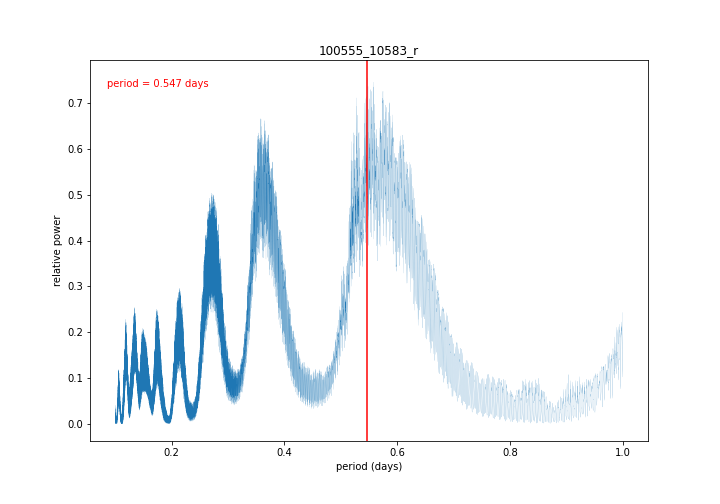 100555_10583_r
period = 0.547 days
relative power
0.7
0.6
0.5
0.4
0.3
0.2
0.1
0.0
0.2 0.4 0.6 0.8 1.0
period (days)